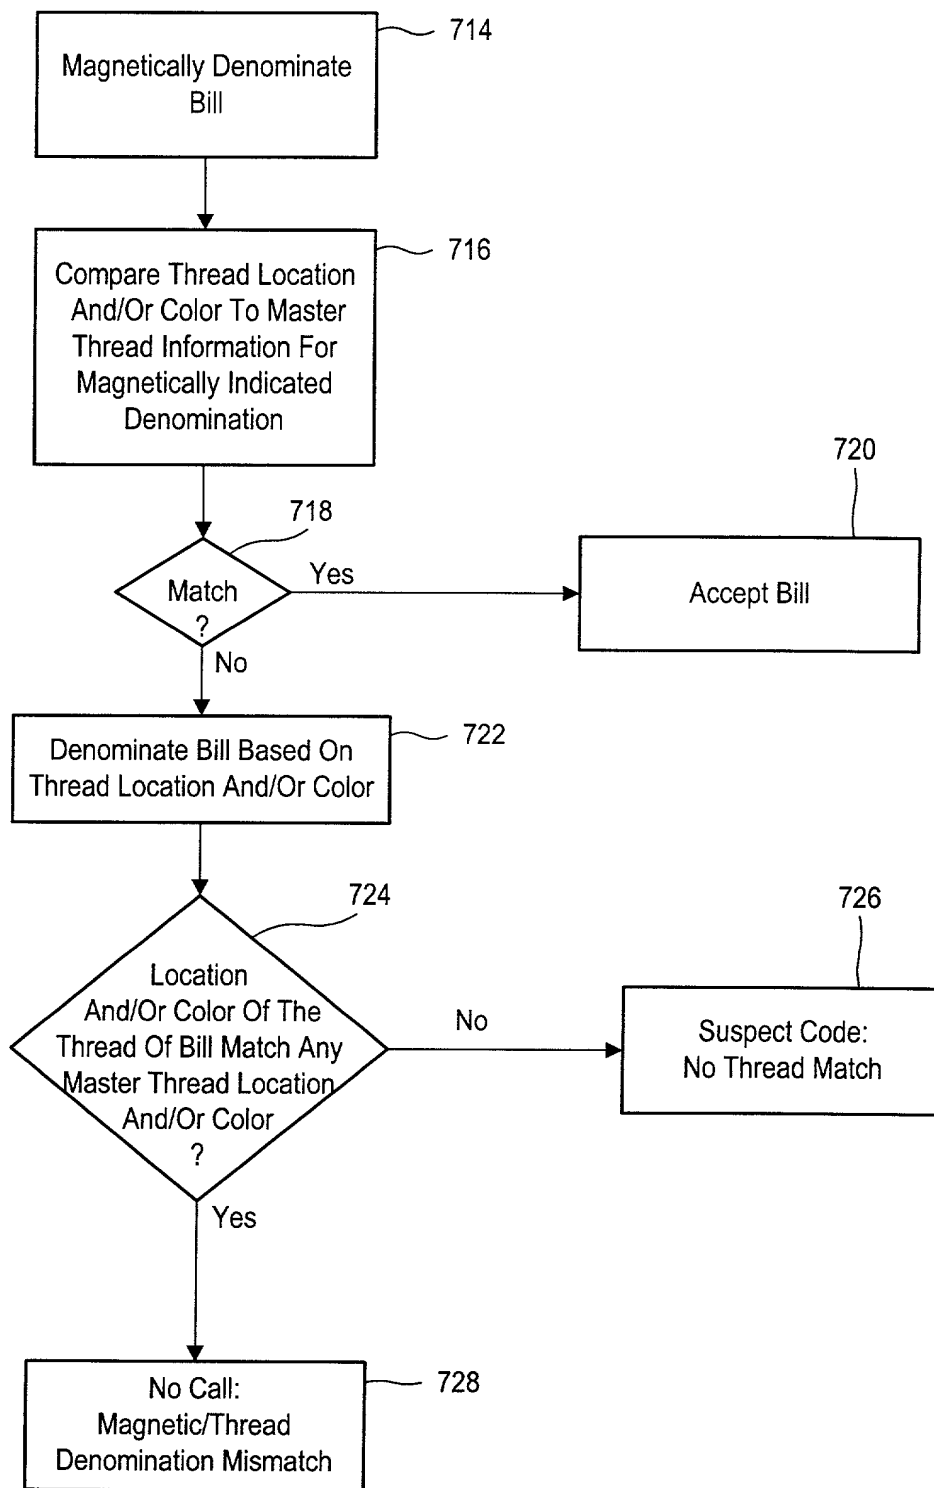 714
Magnetically Denominate
Bill
716
Compare Thread Location
And/Or Color To Master
Thread Information For
Magnetically Indicated
Denomination
718
720
Match
?
Yes
Accept Bill
No
722
Denominate Bill Based On
Thread Location And/Or Color
724
726
Location
And/Or Color Of The
Thread Of Bill Match Any
Master Thread Location
And/Or Color
?
No
Suspect Code:
No Thread Match
Yes
728
No Call:
Magnetic/Thread
Denomination Mismatch